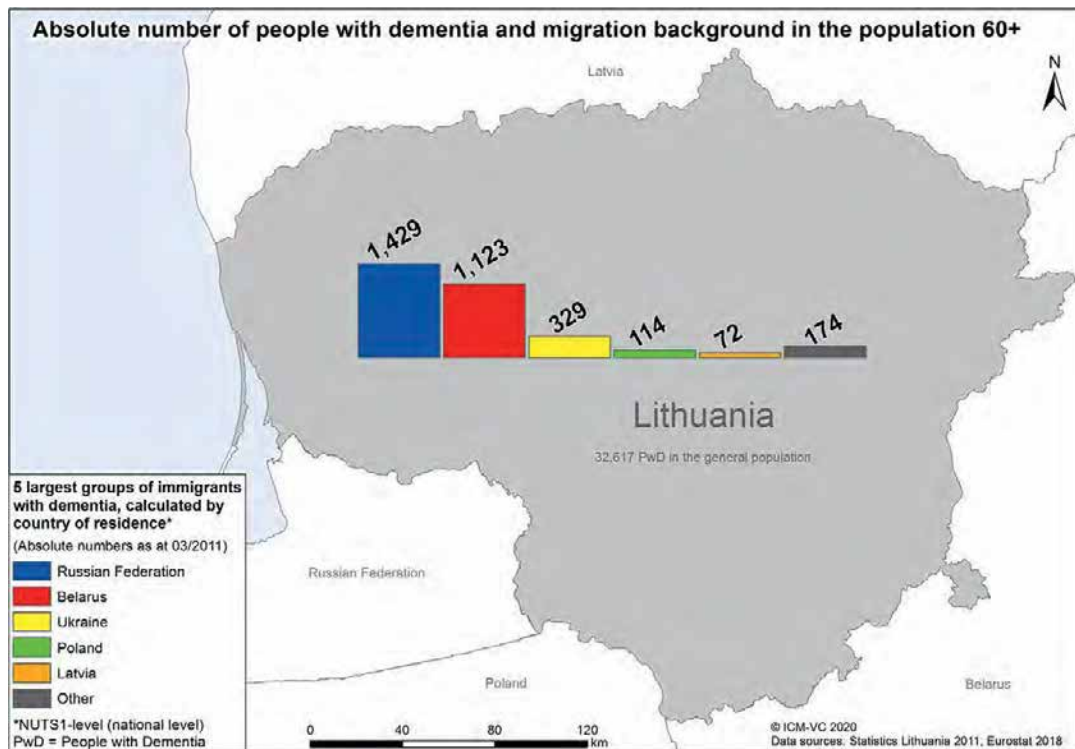 Absolute number of people with dementia and migration background in the population 60+
Latvia
N
1,429
1,123
329
114
72
174
Lithuania
32,617 PwD in the general population
5 largest groups of immigrants
with dementia, calculated by
country of residence*
(Absolute numbers as at 03/2011)
Russian Federation
Belarus
Ukraine
Poland
Latvia
Other
*NUTS1-level (national level)
PwD = People with Dementia
Russian Federation
Poland
Belarus
0 40 80 120
km
© ICM-VC 2020
Data sources: Statistics Lithuania 2011, Eurostat 2018